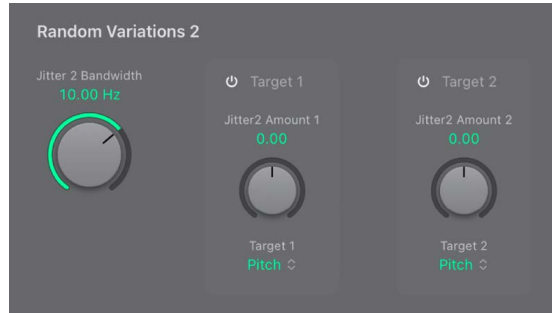 Random Variations 2
Jitter 2 Bandwidth
10.00 Hz
Target 1
Jitter2 Amount 1
0.00
Target 1
Pitch
Target 2
Jitter2 Amount 2
0.00
Target 2
Pitch